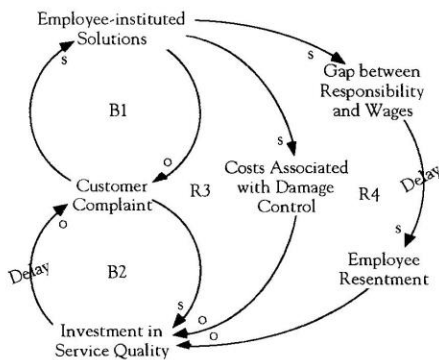 Employee-instituted
Solutions
s
s
Gap between
Responsibility
and Wages
B1
s
o
Customer
Complaint
R3
Costs Associated
with Damage
Control
R4
Delay
o
Delay
B2
s
s
Employee
Resentment
o
o
Investment in
Service Quality